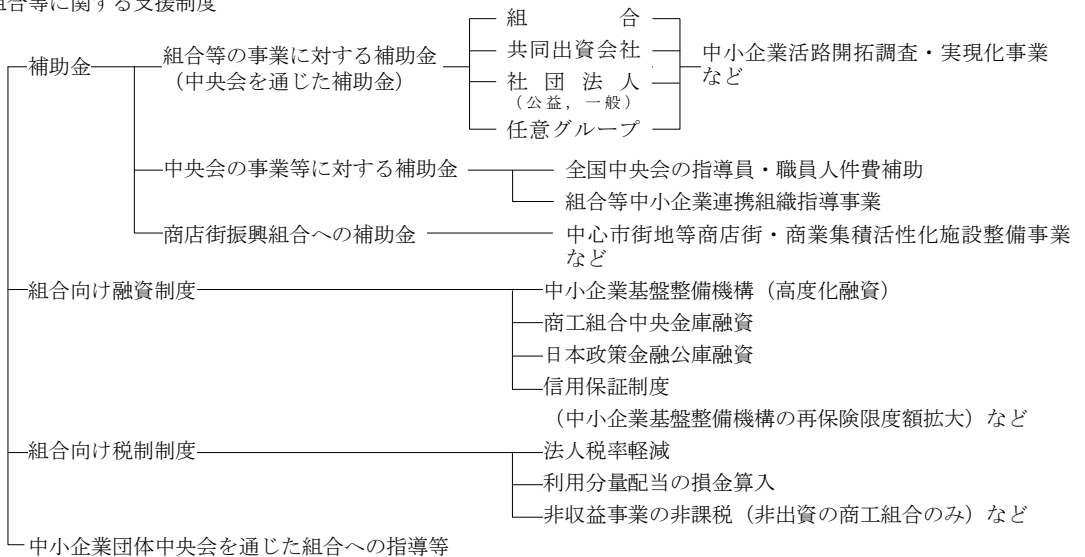 組合等に関する支援制度
補助金
組合等の事業に対する補助金
（中央会を通じた補助金）
組合
共同出資会社
社団法人
（公益，一般）
任意グループ
中小企業活路開拓調査・実現化事業
など
中央会の事業等に対する補助金
全国中央会の指導員・職員人件費補助
組合等中小企業連携組織指導事業
商店街振興組合への補助金
中心市街地等商店街・商業集積活性化施設整備事業
など
組合向け融資制度
中小企業基盤整備機構（高度化融資）
商工組合中央金庫融資
日本政策金融公庫融資
信用保証制度
（中小企業基盤整備機構の再保険限度額拡大）など
組合向け税制制度
法人税率軽減
利用分量配当の損金算入
非収益事業の非課税（非出資の商工組合のみ）など
中小企業団体中央会を通じた組合への指導等